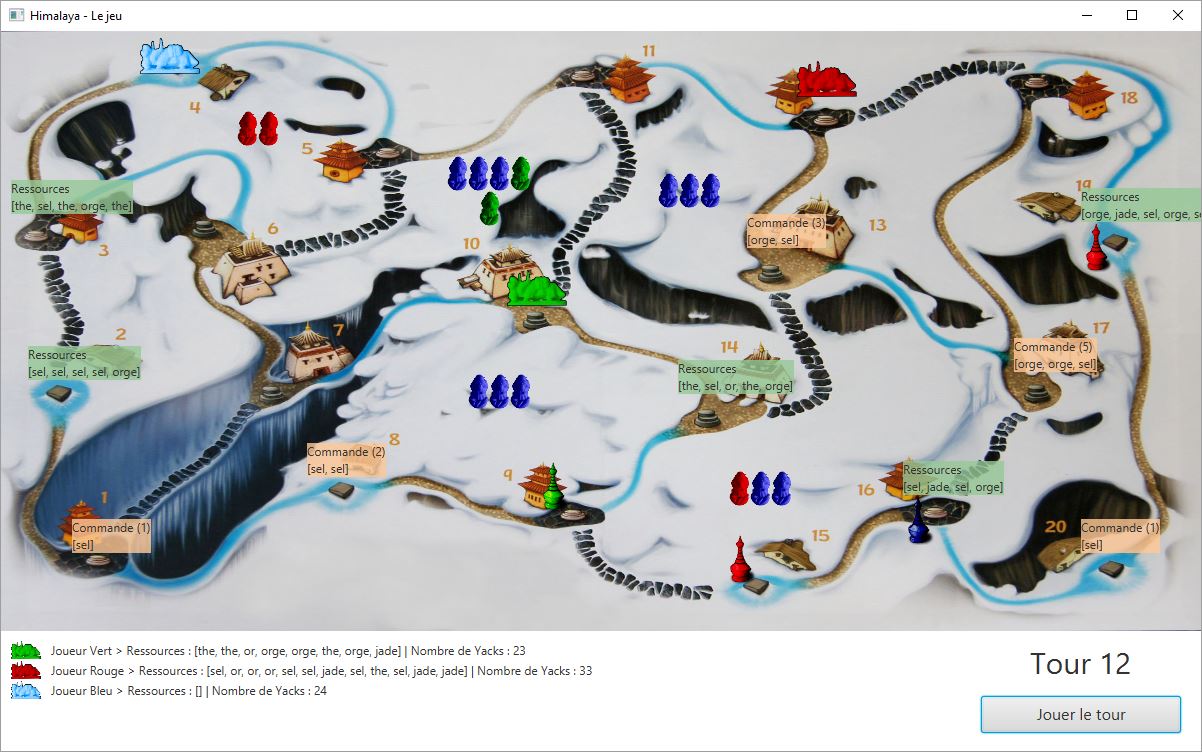 Himalaya - Le jeu
11
4
18
5
Ressources
[the, sel, the, orge, the]
19
Ressources
[orge, jade, sel, orge, s
6
Commande (3)
[orge, sel]
13
3
10
7
2
17
Ressources
[sel, sel, sel, sel, orge]
14
Commande (5)
[orge, orge, sel]
Ressources
[the, sel, or, the, orge]
8
Commande (2)
[sel, sel]
9
16
Ressources
[sel, jade, sel, orge]
1
Commande (1)
[sel]
15
20
Commande (1)
[sel]
Joueur Vert > Ressources : [the, the, or, orge, orge, the, orge, jade] | Nombre de Yacks : 23
Joueur Rouge > Ressources : [sel, or, or, or, sel, sel, jade, sel, the, sel, jade, jade] | Nombre de Yacks : 33
Joueur Bleu > Ressources : [] | Nombre de Yacks : 24
Tour 12
Jouer le tour